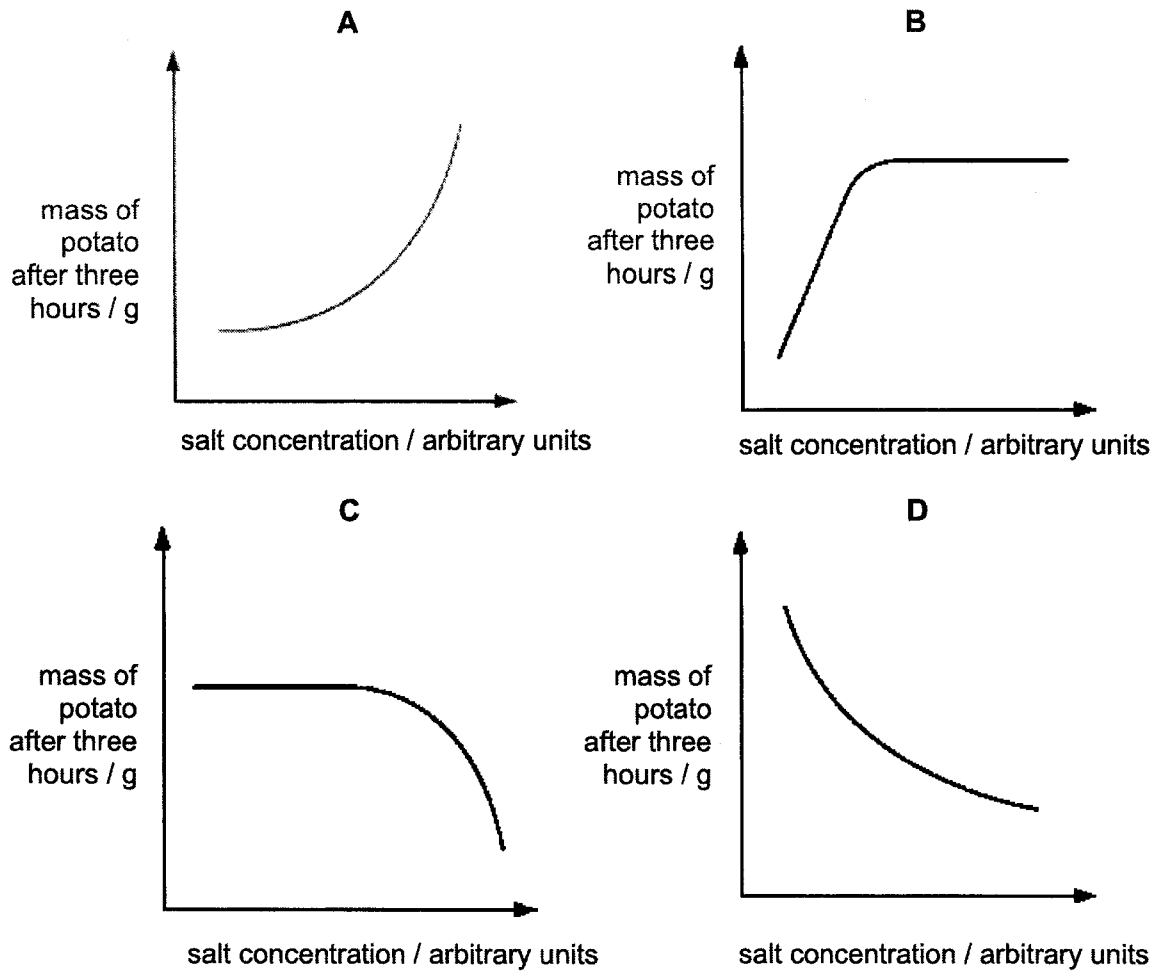 A
mass of
potato
after three
hours / g
salt concentration / arbitrary units
B
mass of
potato
after three
hours / g
salt concentration / arbitrary units
C
mass of
potato
after three
hours / g
salt concentration / arbitrary units
D
mass of
potato
after three
hours / g
salt concentration / arbitrary units